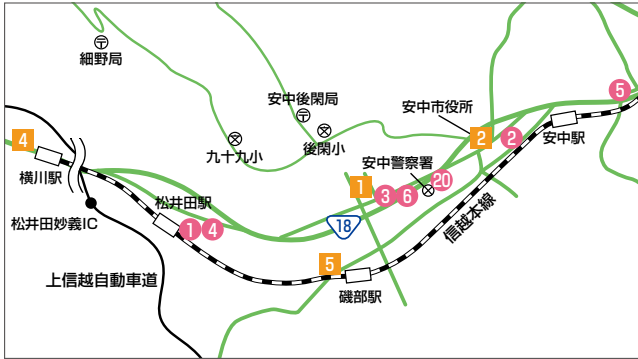 細野局
安中後閑局
後閑小
九十九小
安中市役所
5
安中駅
2
2
安中警察署
20
4
横川駅
松井田駅
1
3
6
松井田妙義IC
1
4
18
信越本線
上信越自動車道
5
磯部駅